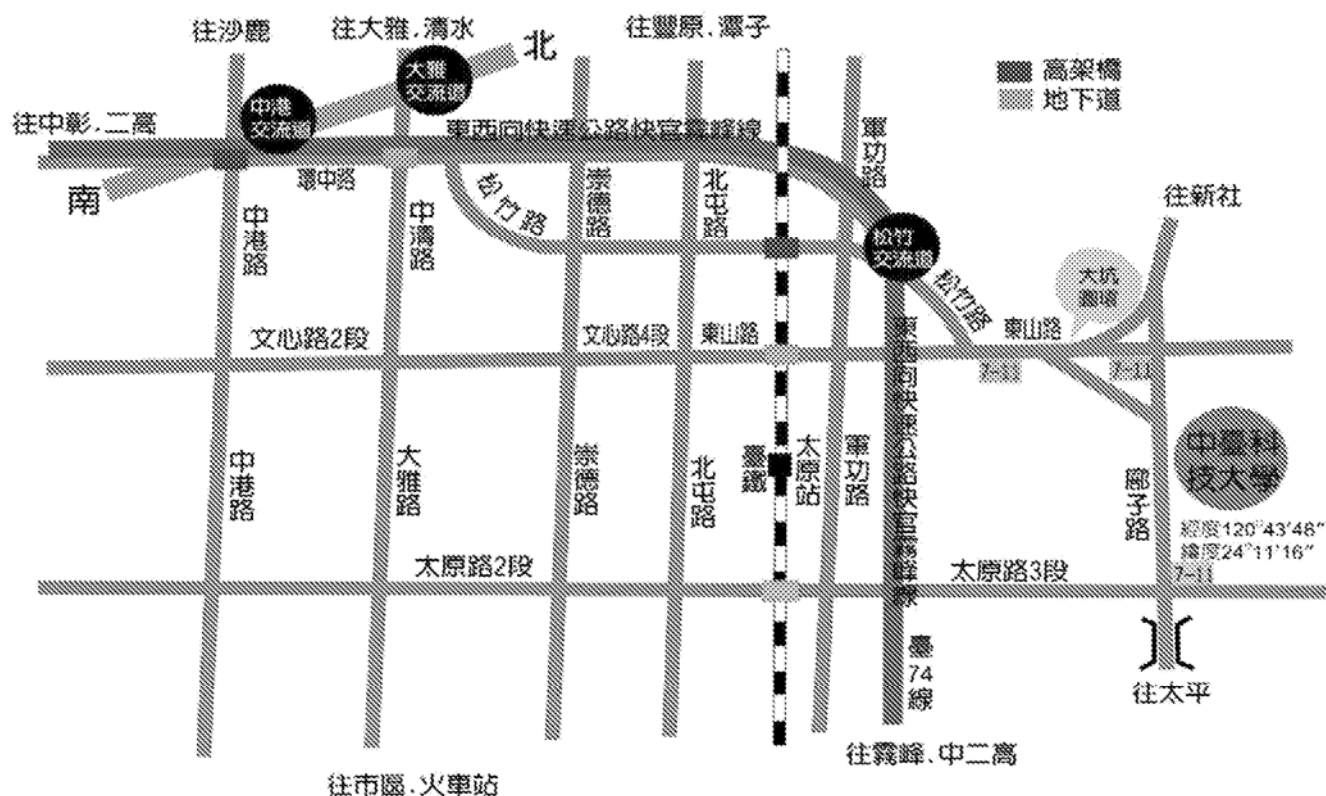 往沙鹿
往大雅.清水
往豐原.潭子
北
大雅
交流道
高架橋
地下道
中港
交流道
往中彰.二高
東西向快速公路快官霧峰線
軍功路
環中路
南
松竹路
崇德路
北屯路
往新社
中港路
中清路
松竹
交流道
松竹路
大坑
圓環
文心路2段
文心路4段
東山路
東山路
7-11
7-11
東西向快速公路快官霧峰線
中臺科
技大學
中港路
大雅路
崇德路
北屯路
臺鐵
太原站
軍功路
廍子路
經度120°43'48"
緯度24°11'16"
7-11
太原路2段
太原路3段
臺74線
往太平
往霧峰.中二高
往市區.火車站